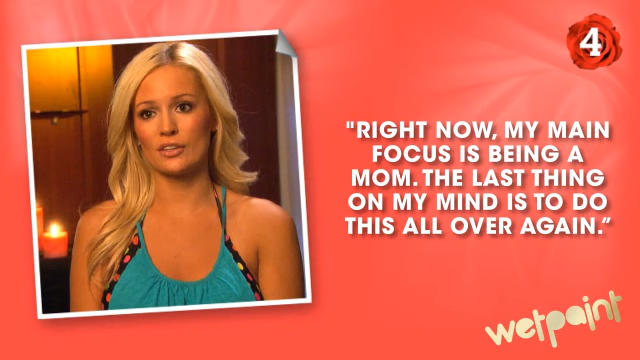 4
"RIGHT NOW, MY MAIN
FOCUS IS BEING A
MOM. THE LAST THING
ON MY MIND IS TO DO
THIS ALL OVER AGAIN.”
wetpaint